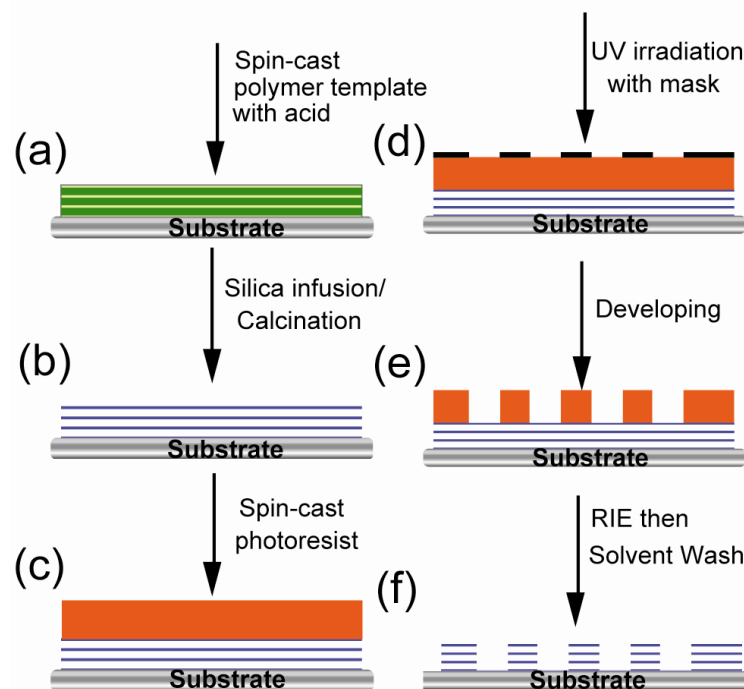 Spin-cast
polymer template
with acid
(a)
Substrate
Silica infusion/
Calcination
(b)
Substrate
Spin-cast
photoresist
(c)
Substrate
UV irradiation
with mask
(d)
Substrate
Developing
(e)
Substrate
RIE then
Solvent Wash
(f)
Substrate